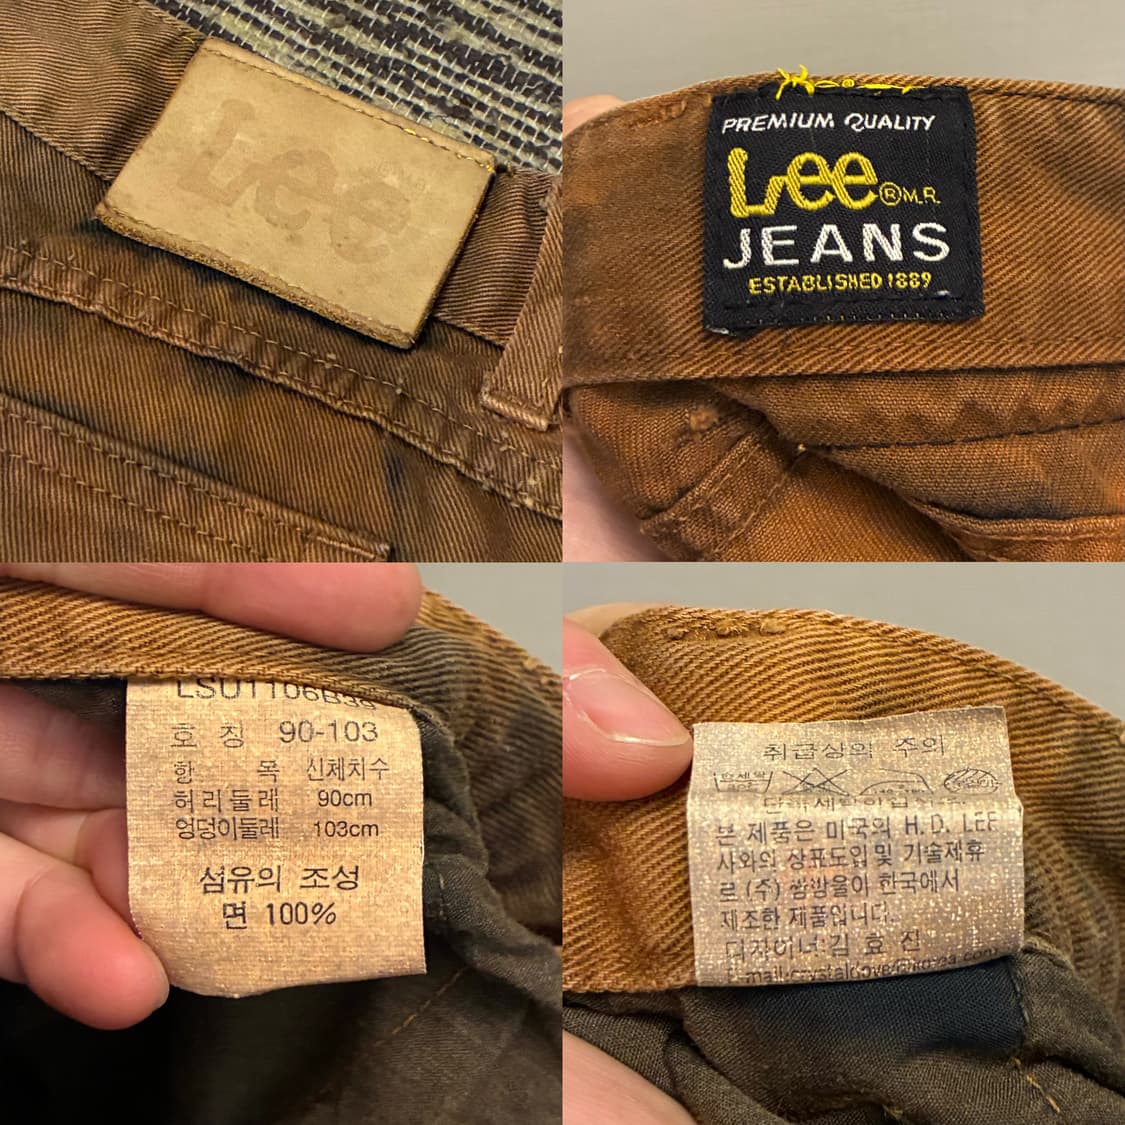 Lee
® M.R.
PREMIUM QUALITY
Lee ® M.R.
JEANS
ESTABLISHED 1889
LSU1106B36
호 칭 90-103
항 목 신체치수
허리둘레 90cm
엉덩이둘레 103cm
섬유의 조성
면 100%
취급상의 주의
본 제품은 미국의 H.D. LEE
사와의 상표도입및 기술제휴
로 (주) 쌍방울이 한국에서
제조한 제품입니다.
디자이너:김 효 진